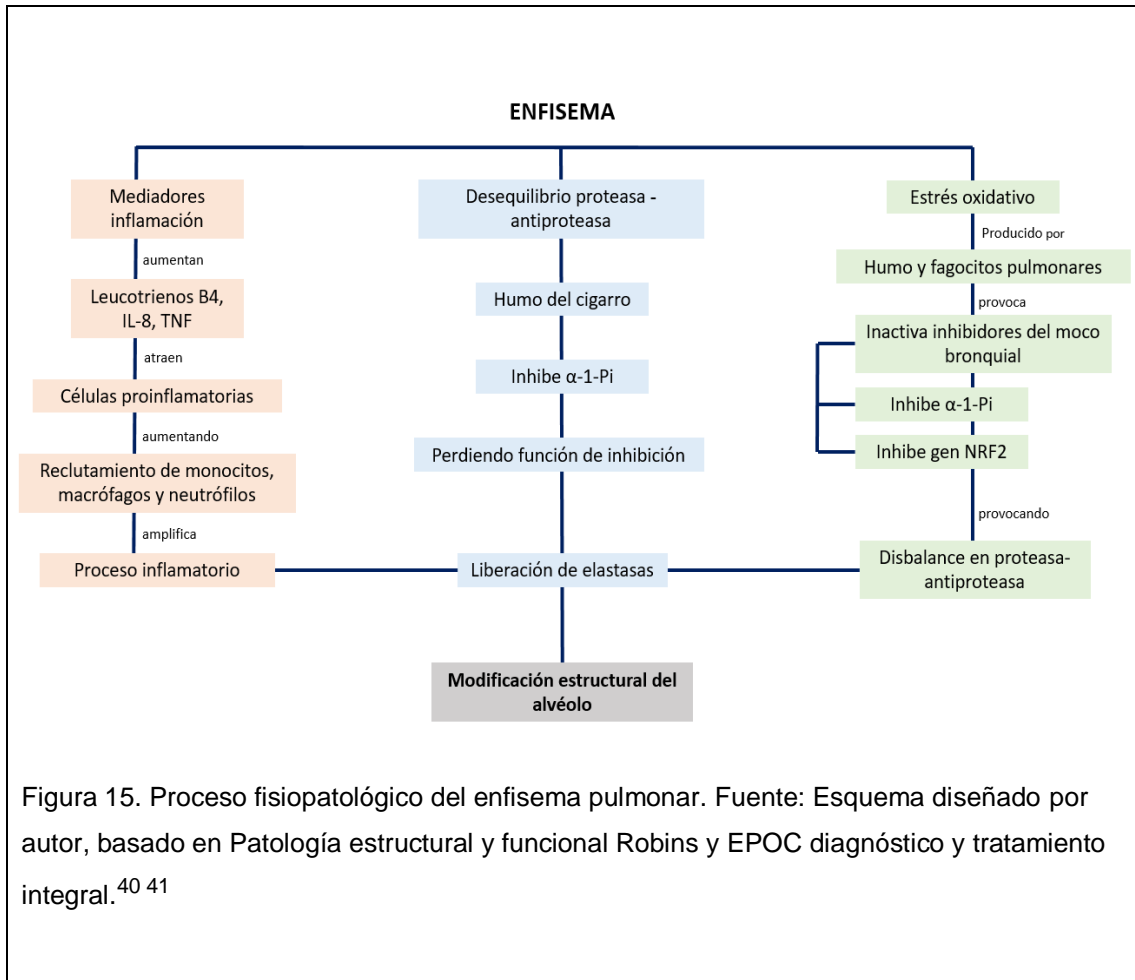 ENFISEMA
Mediadores
inflamación
aumentan
Leucotrienos B4,
IL-8, TNF
atraen
Células proinflamatorias
aumentando
Reclutamiento de monocitos,
macrófagos y neutrófilos
amplifica
Proceso inflamatorio
Desequilibrio proteasa -
antiproteasa
Humo del cigarro
Inhibe α-1-Pi
Perdiendo función de inhibición
Liberación de elastasas
Estrés oxidativo
Producido por
Humo y fagocitos pulmonares
provoca
Inactiva inhibidores del moco
bronquial
Inhibe α-1-Pi
Inhibe gen NRF2
provocando
Disbalance en proteasa-
antiproteasa
Modificación estructural del
alvéolo
Figura 15. Proceso fisiopatológico del enfisema pulmonar. Fuente: Esquema diseñado por
autor, basado en Patología estructural y funcional Robins y EPOC diagnóstico y tratamiento
integral.40 41